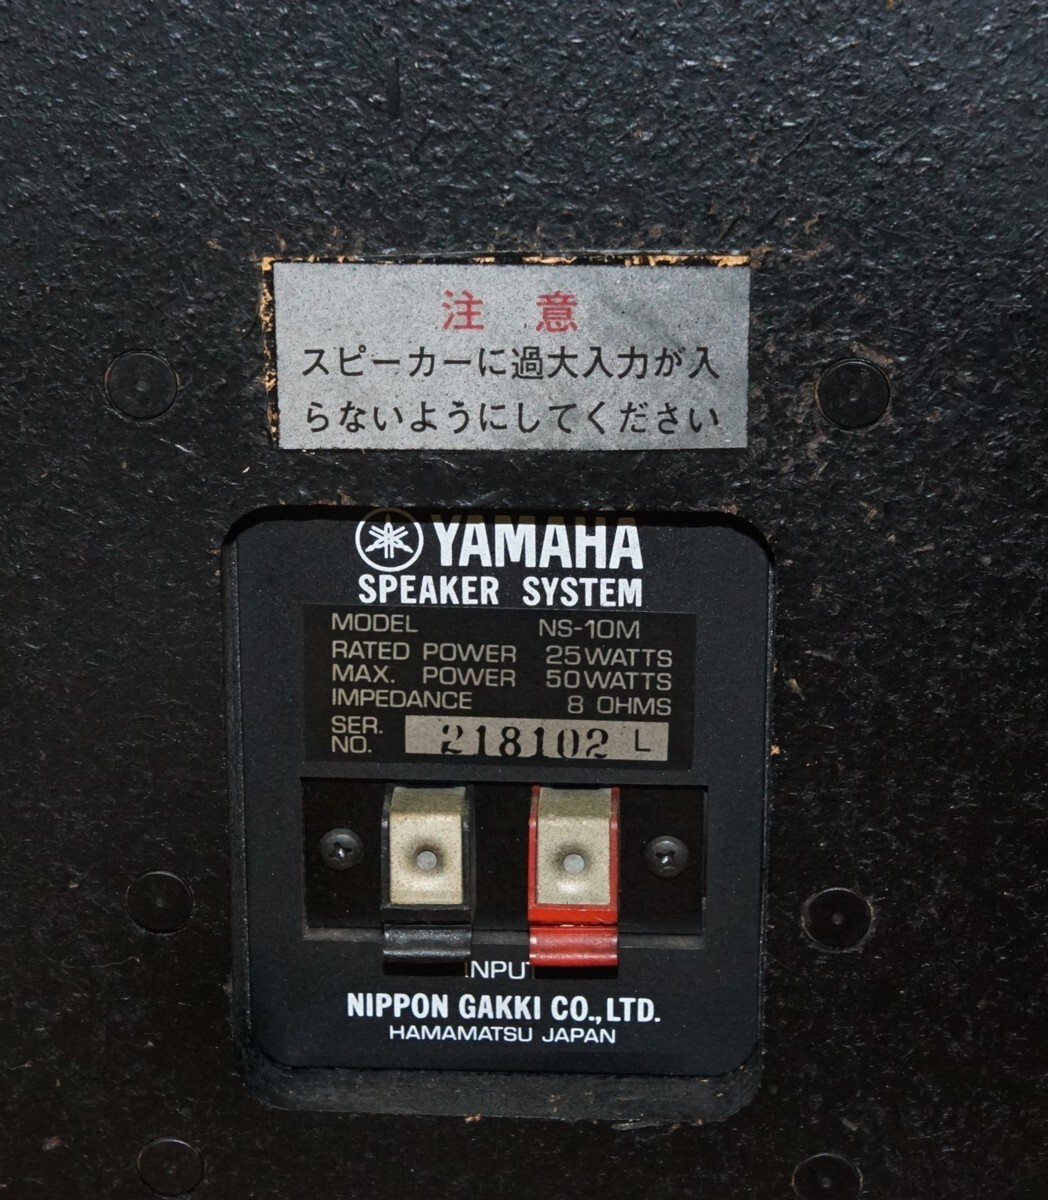 注 意
スピーカーに過大入力が入
らないようにしてください
YAMAHA
SPEAKER SYSTEM
MODEL NS-10M
RATED POWER 25 WATTS
MAX. POWER 50 WATTS
IMPEDANCE 8 OHMS
SER. NO. 218102 L
INPUT
NIPPON GAKKI CO., LTD.
HAMAMATSU JAPAN